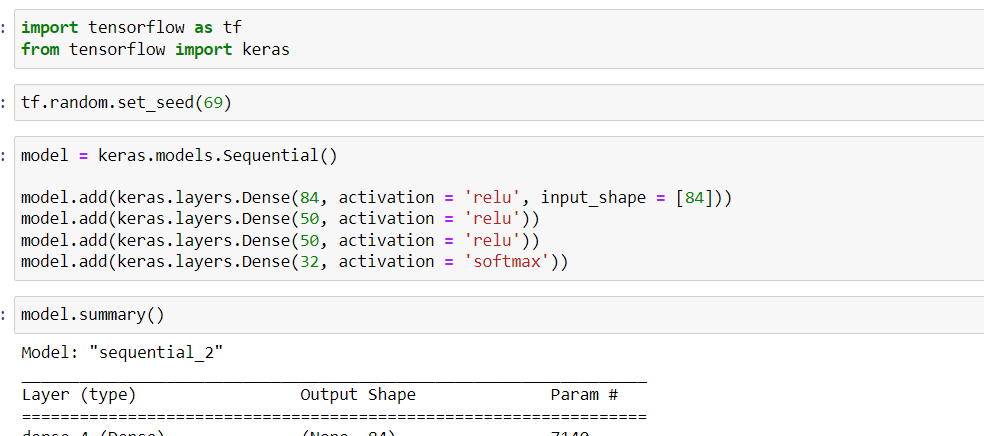 import tensorflow as tf
from tensorflow import keras
tf.random.set_seed(69)
model = keras.models.Sequential()
model.add(keras.layers.Dense(84, activation = 'relu', input_shape = [84]))
model.add(keras.layers.Dense(50, activation = 'relu'))
model.add(keras.layers.Dense(50, activation = 'relu'))
model.add(keras.layers.Dense(32, activation = 'softmax'))
model.summary()
Model: "sequential_2"
Layer (type) Output Shape Param #
dense_4 (Dense) (None, 84) 7140